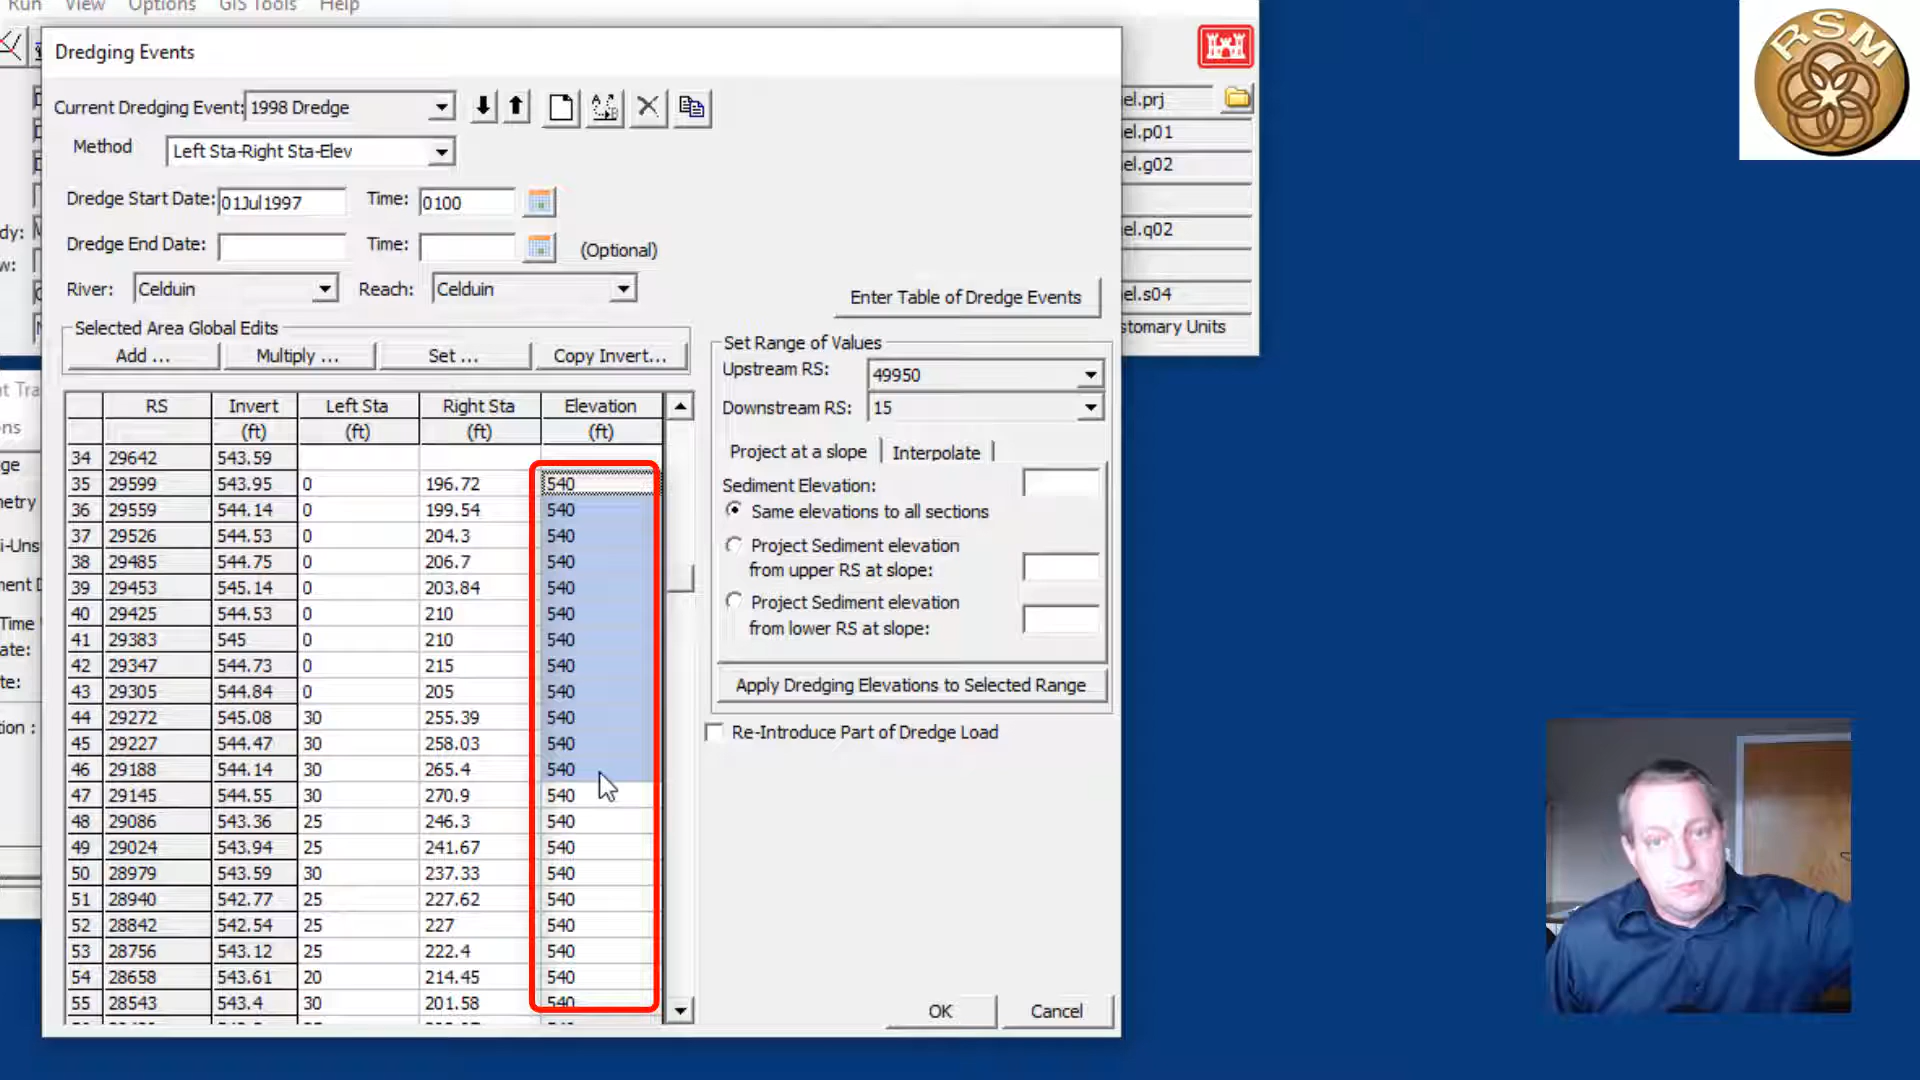 Run View Options GIS Tools Help
Dredging Events
RSM
Current Dredging Event: 1998 Dredge
el.prj
Method Left Sta-Right Sta-Elev
el.p01
el.g02
Dredge Start Date: 01Jul1997 Time: 0100
dy:
el.q02
Dredge End Date: Time: (Optional)
w:
River: Celduin Reach: Celduin
Enter Table of Dredge Events
el.s04
Selected Area Global Edits
stomary Units
Add ... Multiply ... Set ... Copy Invert...
Set Range of Values
Upstream RS: 49950
Downstream RS: 15
nt Tra
RS Invert Left Sta Right Sta Elevation
(ft) (ft) (ft) (ft)
Project at a slope Interpolate
34 29642 543.59
35 29599 543.95 0 196.72 540
Sediment Elevation:
36 29559 544.14 0 199.54 540
Same elevations to all sections
37 29526 544.53 0 204.3 540
Project Sediment elevation
from upper RS at slope:
38 29485 544.75 0 206.7 540
39 29453 545.14 0 203.84 540
Project Sediment elevation
from lower RS at slope:
40 29425 544.53 0 210 540
41 29383 545 0 210 540
42 29347 544.73 0 215 540
43 29305 544.84 0 205 540
Apply Dredging Elevations to Selected Range
44 29272 545.08 30 255.39 540
45 29227 544.47 30 258.03 540
Re-Introduce Part of Dredge Load
46 29188 544.14 30 265.4 540
47 29145 544.55 30 270.9 540
48 29086 543.36 25 246.3 540
49 29024 543.94 25 241.67 540
50 28979 543.59 30 237.33 540
51 28940 542.77 25 227.62 540
52 28842 542.54 25 227 540
53 28756 543.12 25 222.4 540
54 28658 543.61 20 214.45 540
55 28543 543.4 30 201.58 540
OK Cancel
ons
ge
metry
i-Uns
ment D
Time
ate:
te:
tion :